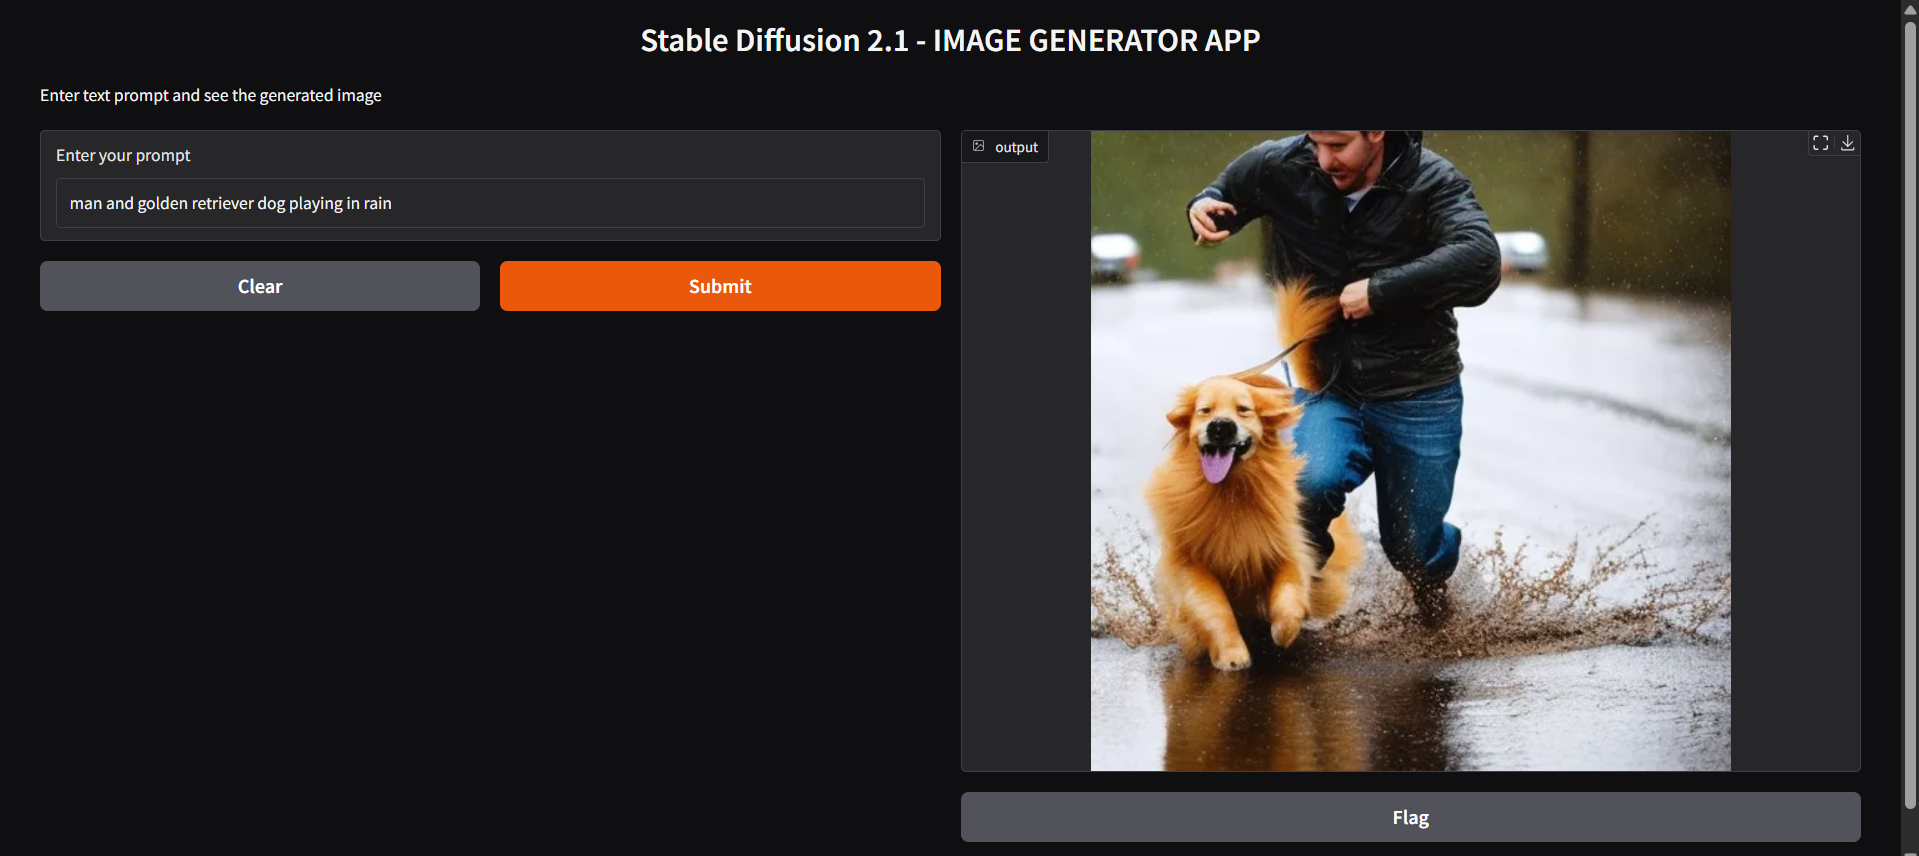 Stable Diffusion 2.1 - IMAGE GENERATOR APP
Enter text prompt and see the generated image
Enter your prompt
man and golden retriever dog playing in rain
Clear
Submit
output
Flag